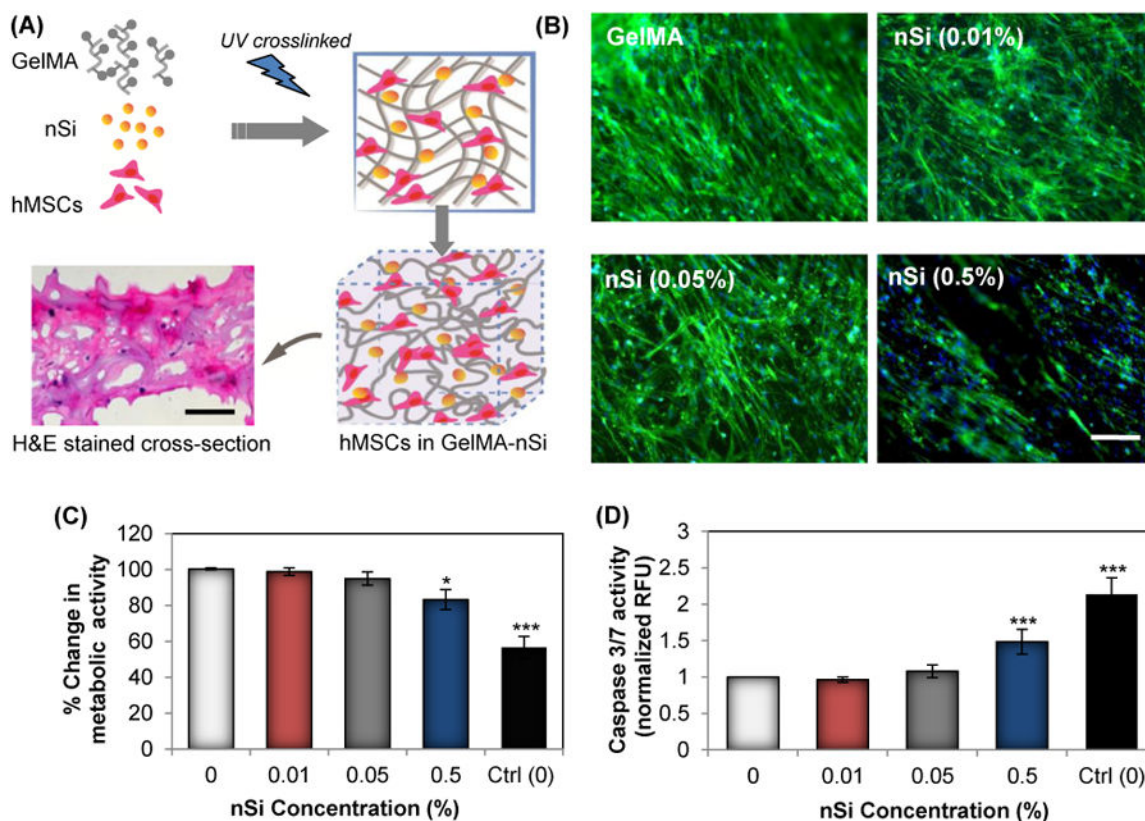 (A)
GelMA
nSi
hMSCs
UV crosslinked
H&E stained cross-section
hMSCs in GelMA-nSi
(B)
GelMA
nSi (0.01%)
nSi (0.05%)
nSi (0.5%)
(C)
% Change in
metabolic activity
120
100
80
60
40
20
0
*
***
0 0.01 0.05 0.5 Ctrl (0)
nSi Concentration (%)
(D)
Caspase 3/7 activity
(normalized RFU)
3
2.5
2
1.5
1
0.5
0
***
***
0 0.01 0.05 0.5 Ctrl (0)
nSi Concentration (%)